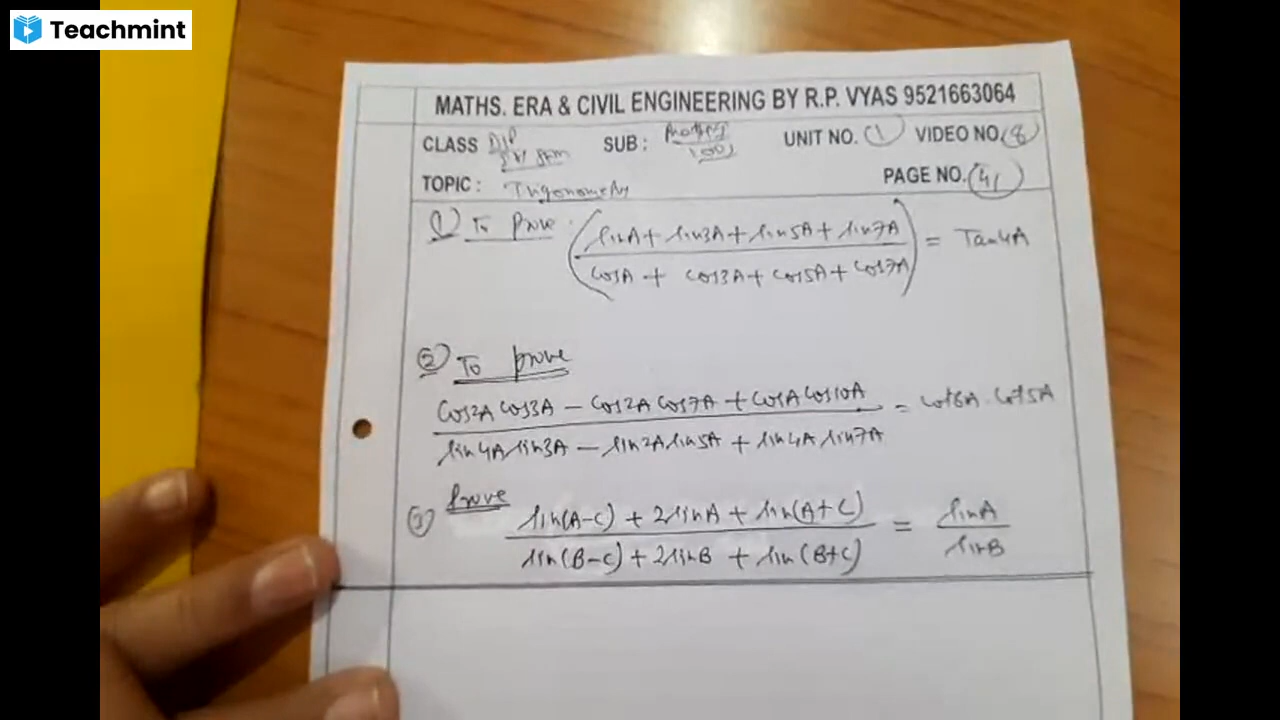 Teachmint
MATHS. ERA & CIVIL ENGINEERING BY R.P. VYAS 9521663064
CLASS DIP SUB : UNIT NO. 1 VIDEO NO. 8
TOPIC : Trigonometry PAGE NO. 41
① To Prove : (sinA + sin3A + sin5A + sin7A / cosA + cos3A + cos5A + cos7A) = Tan4A
② To prove
cos2A cos3A – cos2A cos7A + cosA cos10A / sin4A sin3A – sin2A sin5A + sin4A sin7A = cot6A . cot5A
③ Prove
sin(A-C) + 2sinA + sin(A+C) / sin(B-C) + 2sinB + sin(B+C) = sinA / sinB